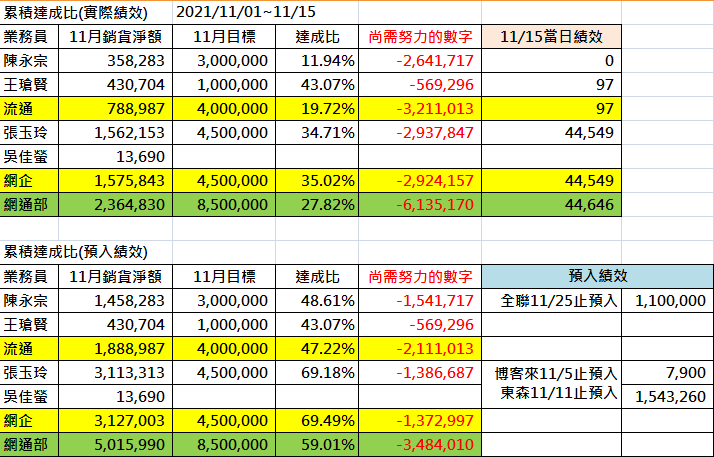 累積達成比(實際績效) 2021/11/01~11/15
業務員 11月銷貨淨額 11月目標 達成比 尚需努力的數字 11/15當日績效
陳永宗 358,283 3,000,000 11.94% -2,641,717 0
王瑲賢 430,704 1,000,000 43.07% -569,296 97
流通 788,987 4,000,000 19.72% -3,211,013 97
張玉玲 1,562,153 4,500,000 34.71% -2,937,847 44,549
吳佳螢 13,690
網企 1,575,843 4,500,000 35.02% -2,924,157 44,549
網通部 2,364,830 8,500,000 27.82% -6,135,170 44,646
累積達成比(預入績效)
業務員 11月銷貨淨額 11月目標 達成比 尚需努力的數字 預入績效
陳永宗 1,458,283 3,000,000 48.61% -1,541,717 全聯11/25止預入 1,100,000
王瑲賢 430,704 1,000,000 43.07% -569,296
流通 1,888,987 4,000,000 47.22% -2,111,013
張玉玲 3,113,313 4,500,000 69.18% -1,386,687 博客來11/5止預入 7,900
吳佳螢 13,690 東森11/11止預入 1,543,260
網企 3,127,003 4,500,000 69.49% -1,372,997
網通部 5,015,990 8,500,000 59.01% -3,484,010